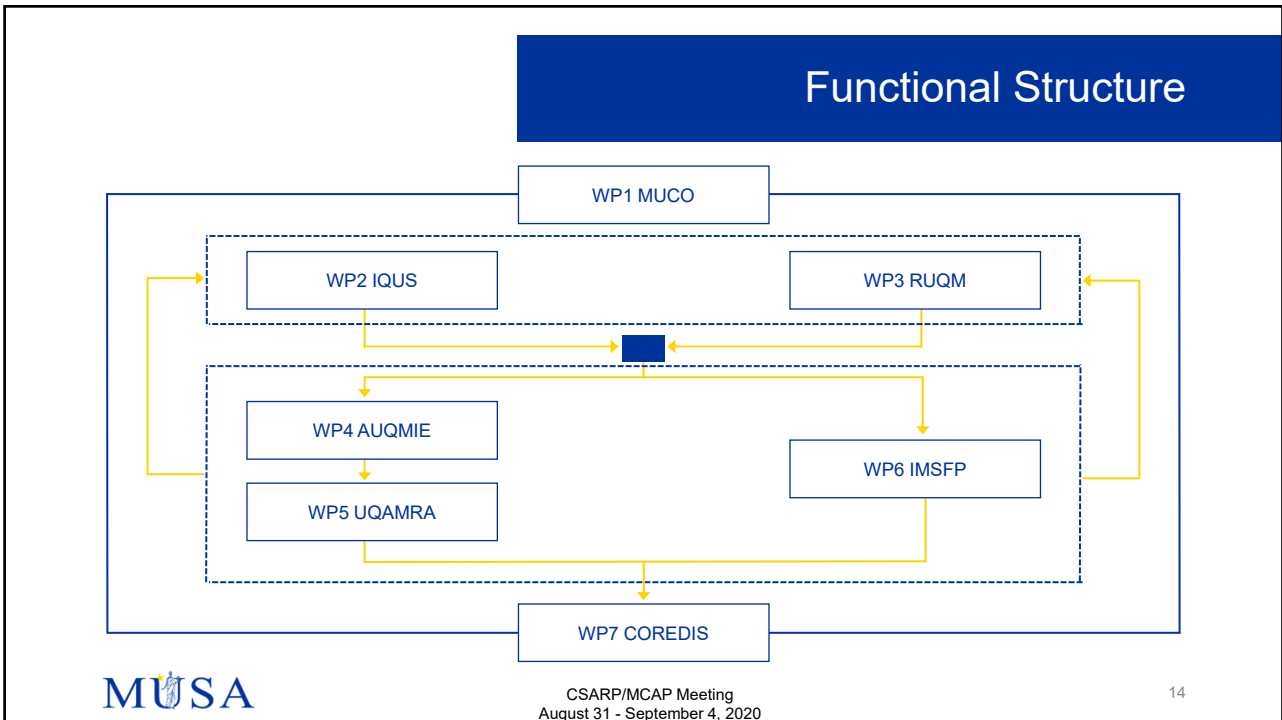 Functional Structure
WP1 MUCO
WP2 IQUS
WP3 RUQM
WP4 AUQMIE
WP6 IMSFP
WP5 UQAMRA
WP7 COREDIS
MUSA
CSARP/MCAP Meeting
August 31 - September 4, 2020
14